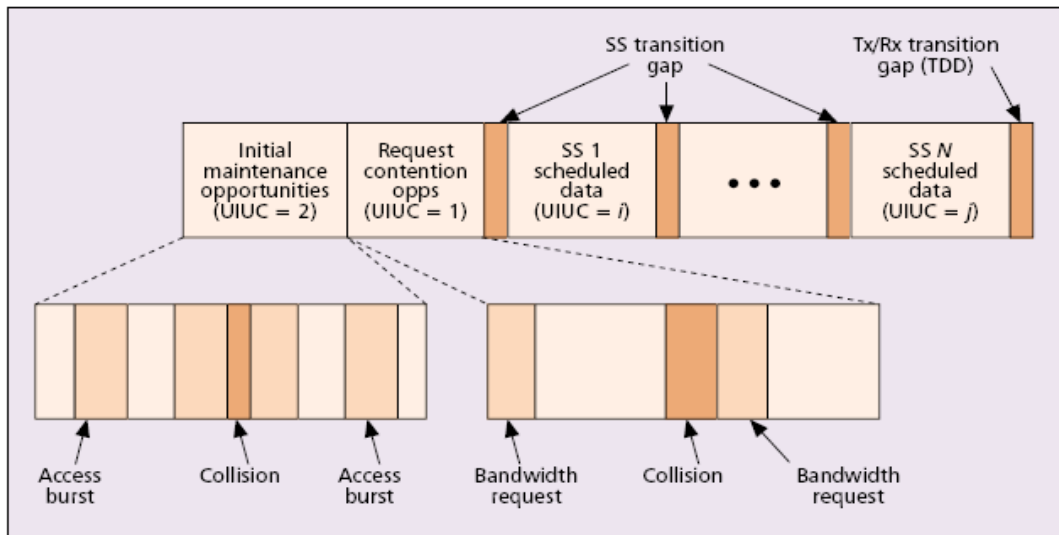 SS transition
gap
Tx/Rx transition
gap (TDD)
Initial
maintenance
opportunities
(UIUC = 2)
Request
contention
opps
(UIUC = 1)
SS 1
scheduled
data
(UIUC = i)
•••
SS N
scheduled
data
(UIUC = j)
Access
burst
Collision
Access
burst
Bandwidth
request
Collision
Bandwidth
request